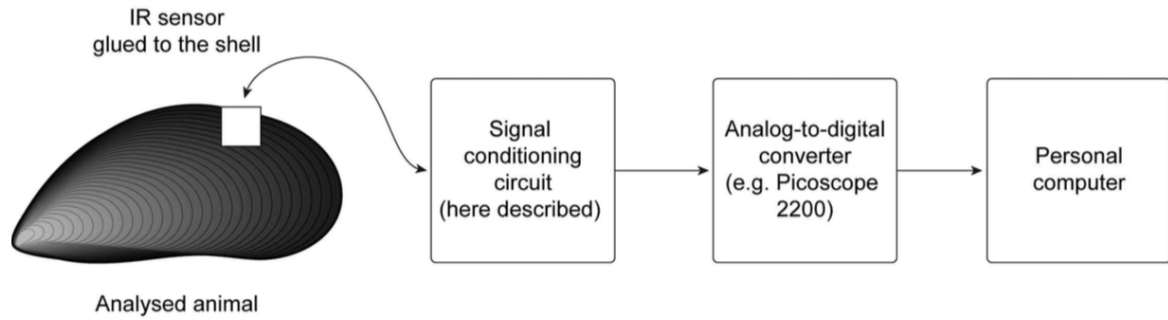 IR sensor
glued to the shell
Analysed animal
Signal
conditioning
circuit
(here described)
Analog-to-digital
converter
(e.g. Picoscope
2200)
Personal
computer